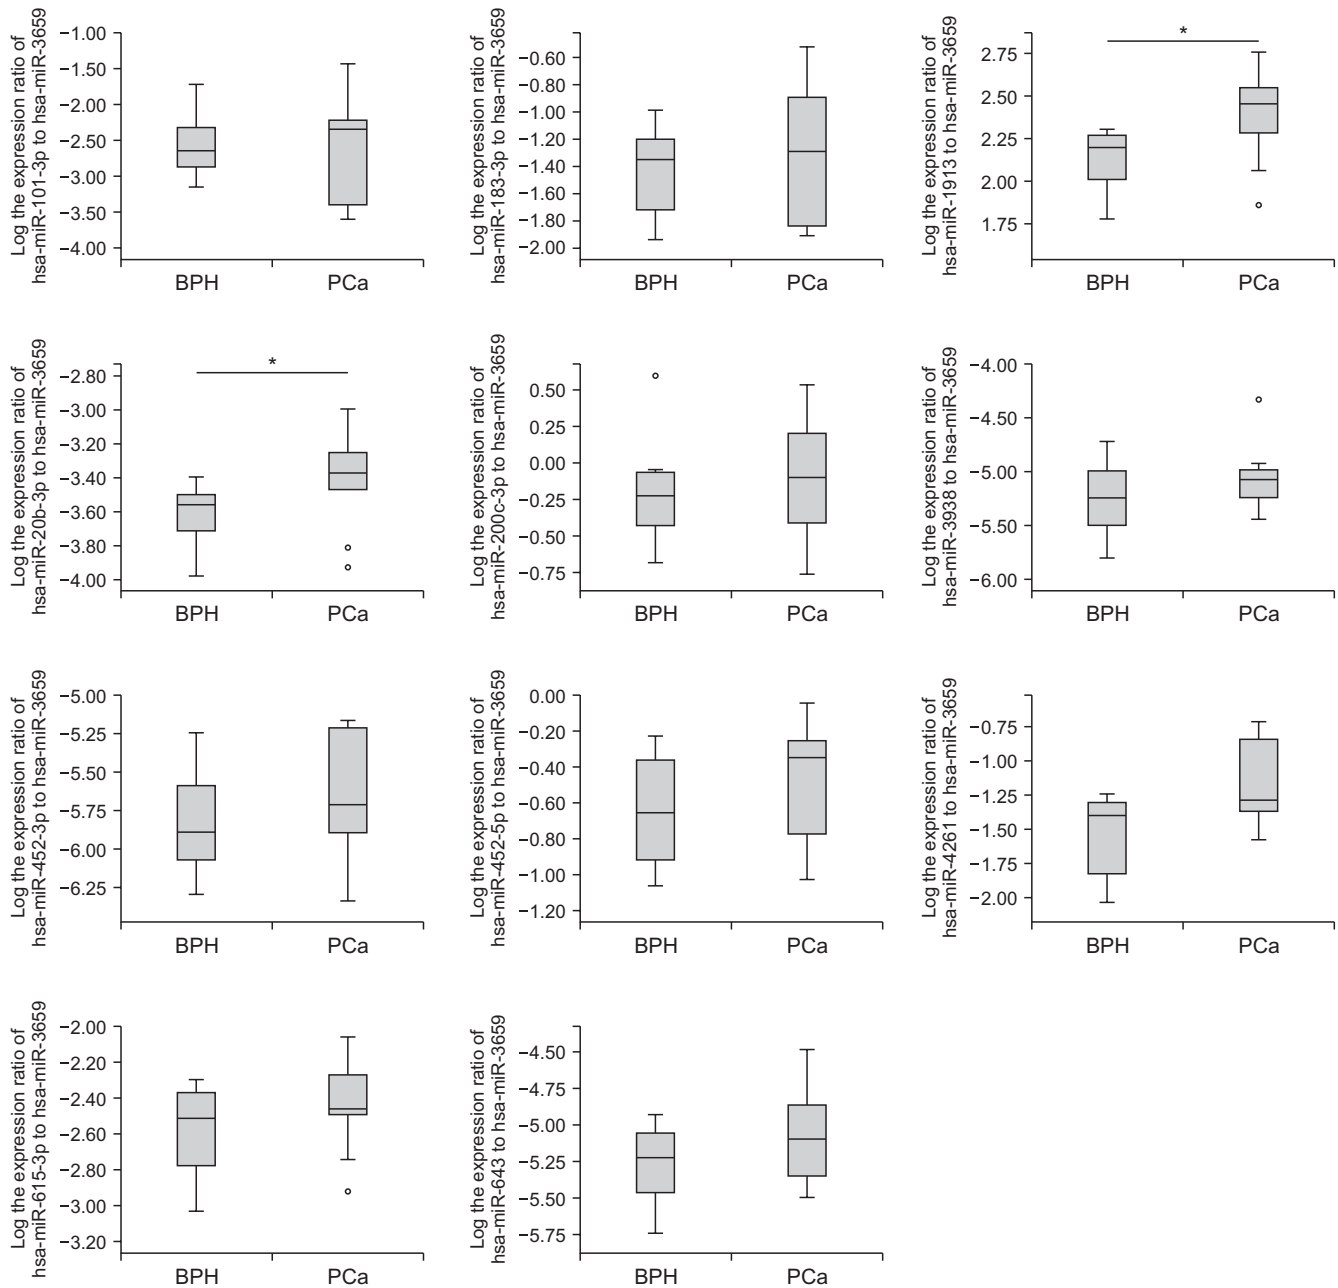 Log the expression ratio of
hsa-miR-101-3p to hsa-miR-3659
−1.00
−1.50
−2.00
−2.50
−3.00
−3.50
−4.00
BPH
PCa
Log the expression ratio of
hsa-miR-183-3p to hsa-miR-3659
−0.60
−0.80
−1.00
−1.20
−1.40
−1.60
−1.80
−2.00
BPH
PCa
Log the expression ratio of
hsa-miR-1913 to hsa-miR-3659
2.75
2.50
2.25
2.00
1.75
*
BPH
PCa
Log the expression ratio of
hsa-miR-20b-3p to hsa-miR-3659
−2.80
−3.00
−3.20
−3.40
−3.60
−3.80
−4.00
*
BPH
PCa
Log the expression ratio of
hsa-miR-200c-3p to hsa-miR-3659
0.50
0.25
0.00
−0.25
−0.50
−0.75
BPH
PCa
Log the expression ratio of
hsa-miR-3938 to hsa-miR-3659
−4.00
−4.50
−5.00
−5.50
−6.00
BPH
PCa
Log the expression ratio of
hsa-miR-452-3p to hsa-miR-3659
−5.00
−5.25
−5.50
−5.75
−6.00
−6.25
BPH
PCa
Log the expression ratio of
hsa-miR-452-5p to hsa-miR-3659
0.00
−0.20
−0.40
−0.60
−0.80
−1.00
−1.20
BPH
PCa
Log the expression ratio of
hsa-miR-4261 to hsa-miR-3659
−0.75
−1.00
−1.25
−1.50
−1.75
−2.00
BPH
PCa
Log the expression ratio of
hsa-miR-615-3p to hsa-miR-3659
−2.00
−2.20
−2.40
−2.60
−2.80
−3.00
−3.20
BPH
PCa
Log the expression ratio of
hsa-miR-643 to hsa-miR-3659
−4.50
−4.75
−5.00
−5.25
−5.50
−5.75
BPH
PCa